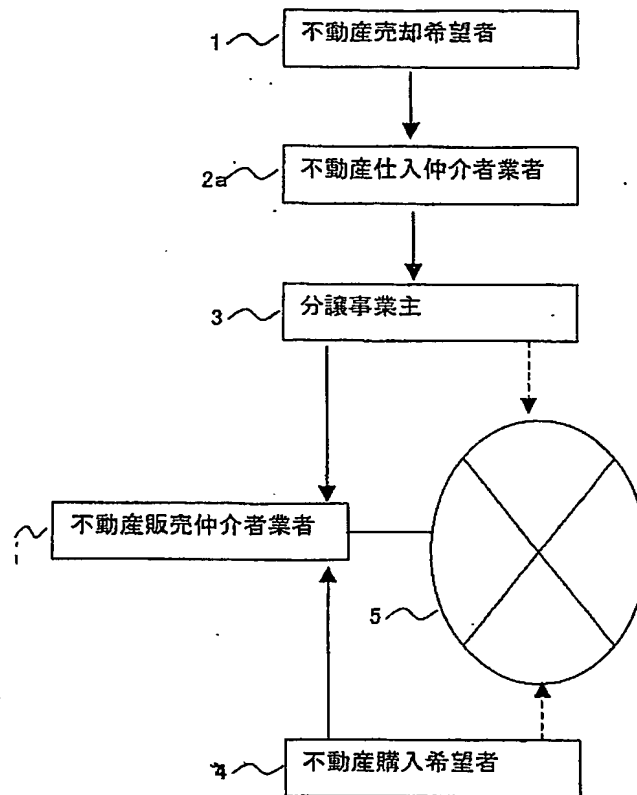 1 不動産売却希望者
2a 不動産仕入仲介者業者
3 分譲事業主
不動産販売仲介者業者
5
4 不動産購入希望者